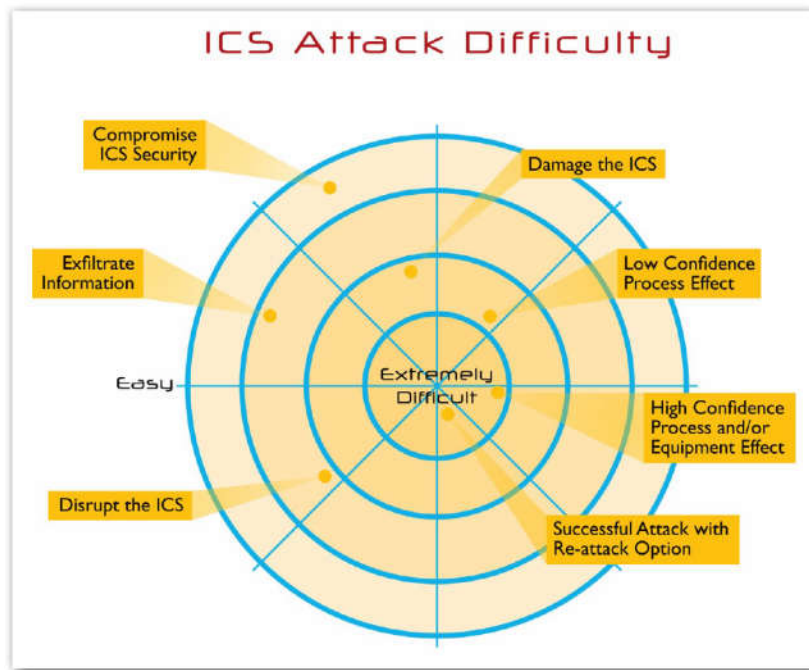 ICS Attack Difficulty
Compromise
ICS Security
Damage the ICS
Exfiltrate
Information
Low Confidence
Process Effect
Easy
Extremely
Difficult
High Confidence
Process and/or
Equipment Effect
Disrupt the ICS
Successful Attack with
Re-attack Option